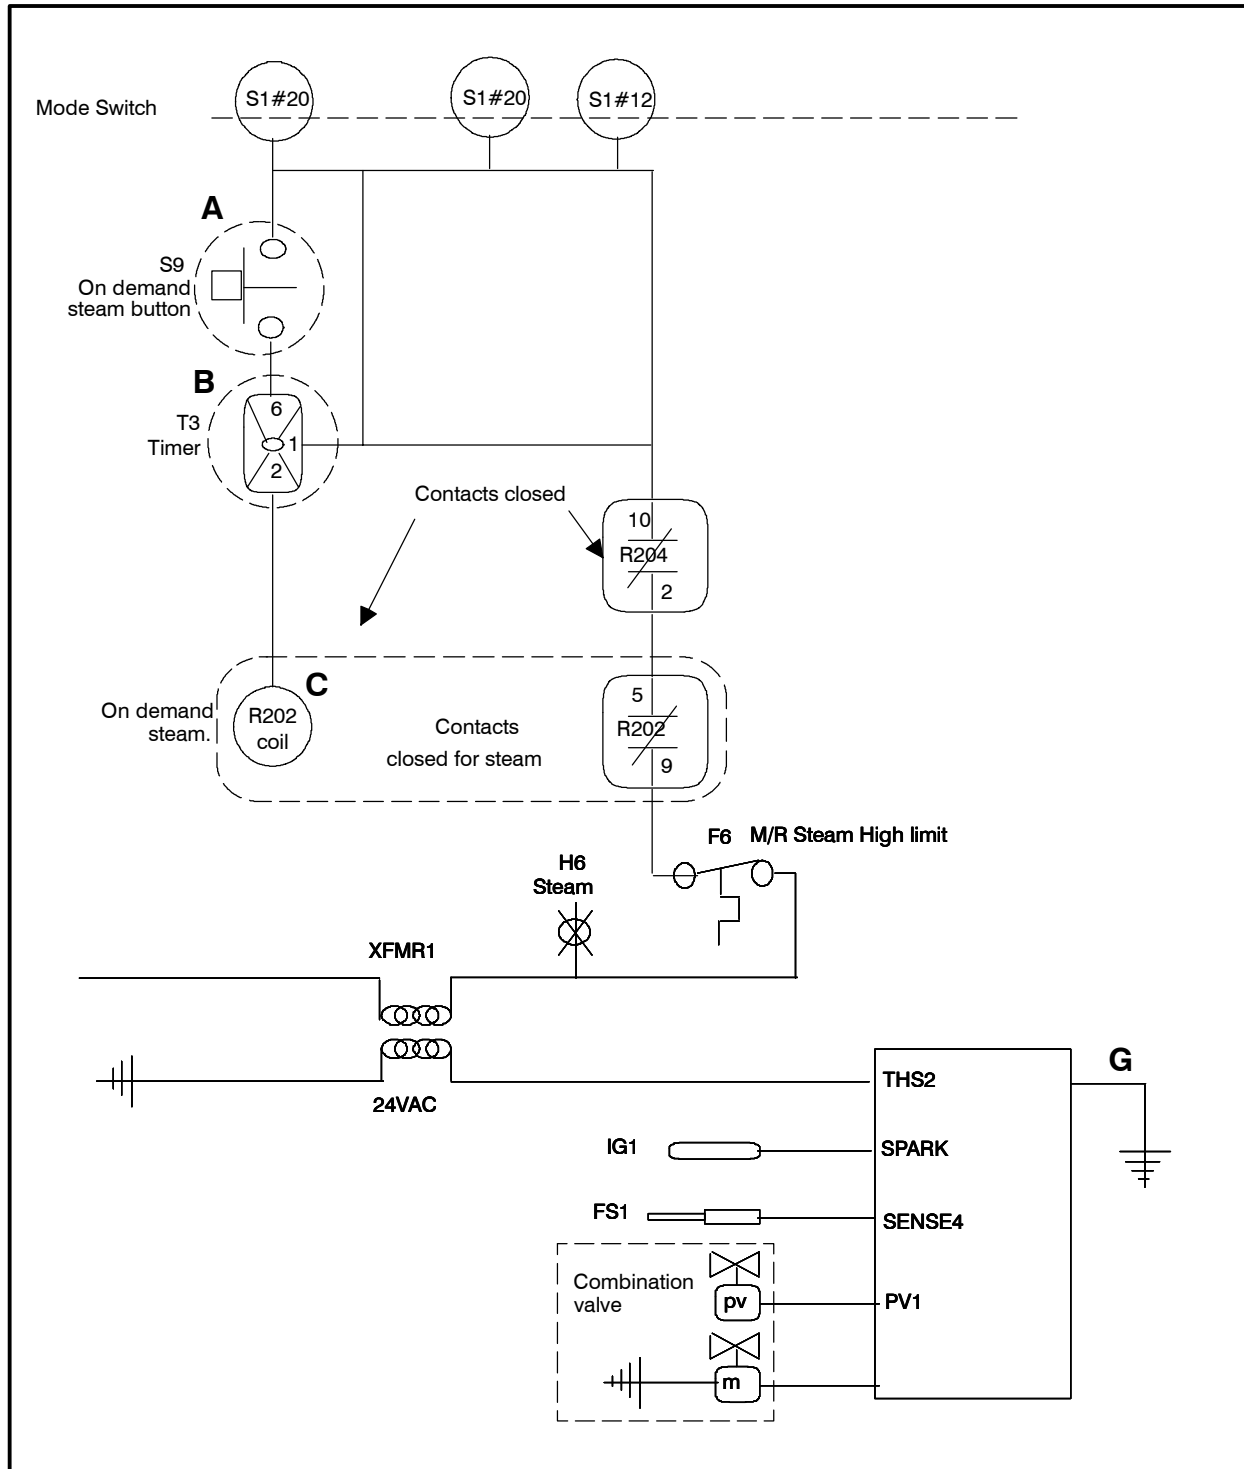 S1#20
S1#20
S1#12
Mode Switch
A
S9
On demand
steam button
B
T3
Timer
6
1
2
Contacts closed
10
R204
2
C
On demand
steam.
R202
coil
Contacts
closed for steam
5
R202
9
F6
M/R Steam High limit
H6
Steam
XFMR1
24VAC
G
THS2
IG1
SPARK
FS1
SENSE4
Combination
valve
pv
PV1
m